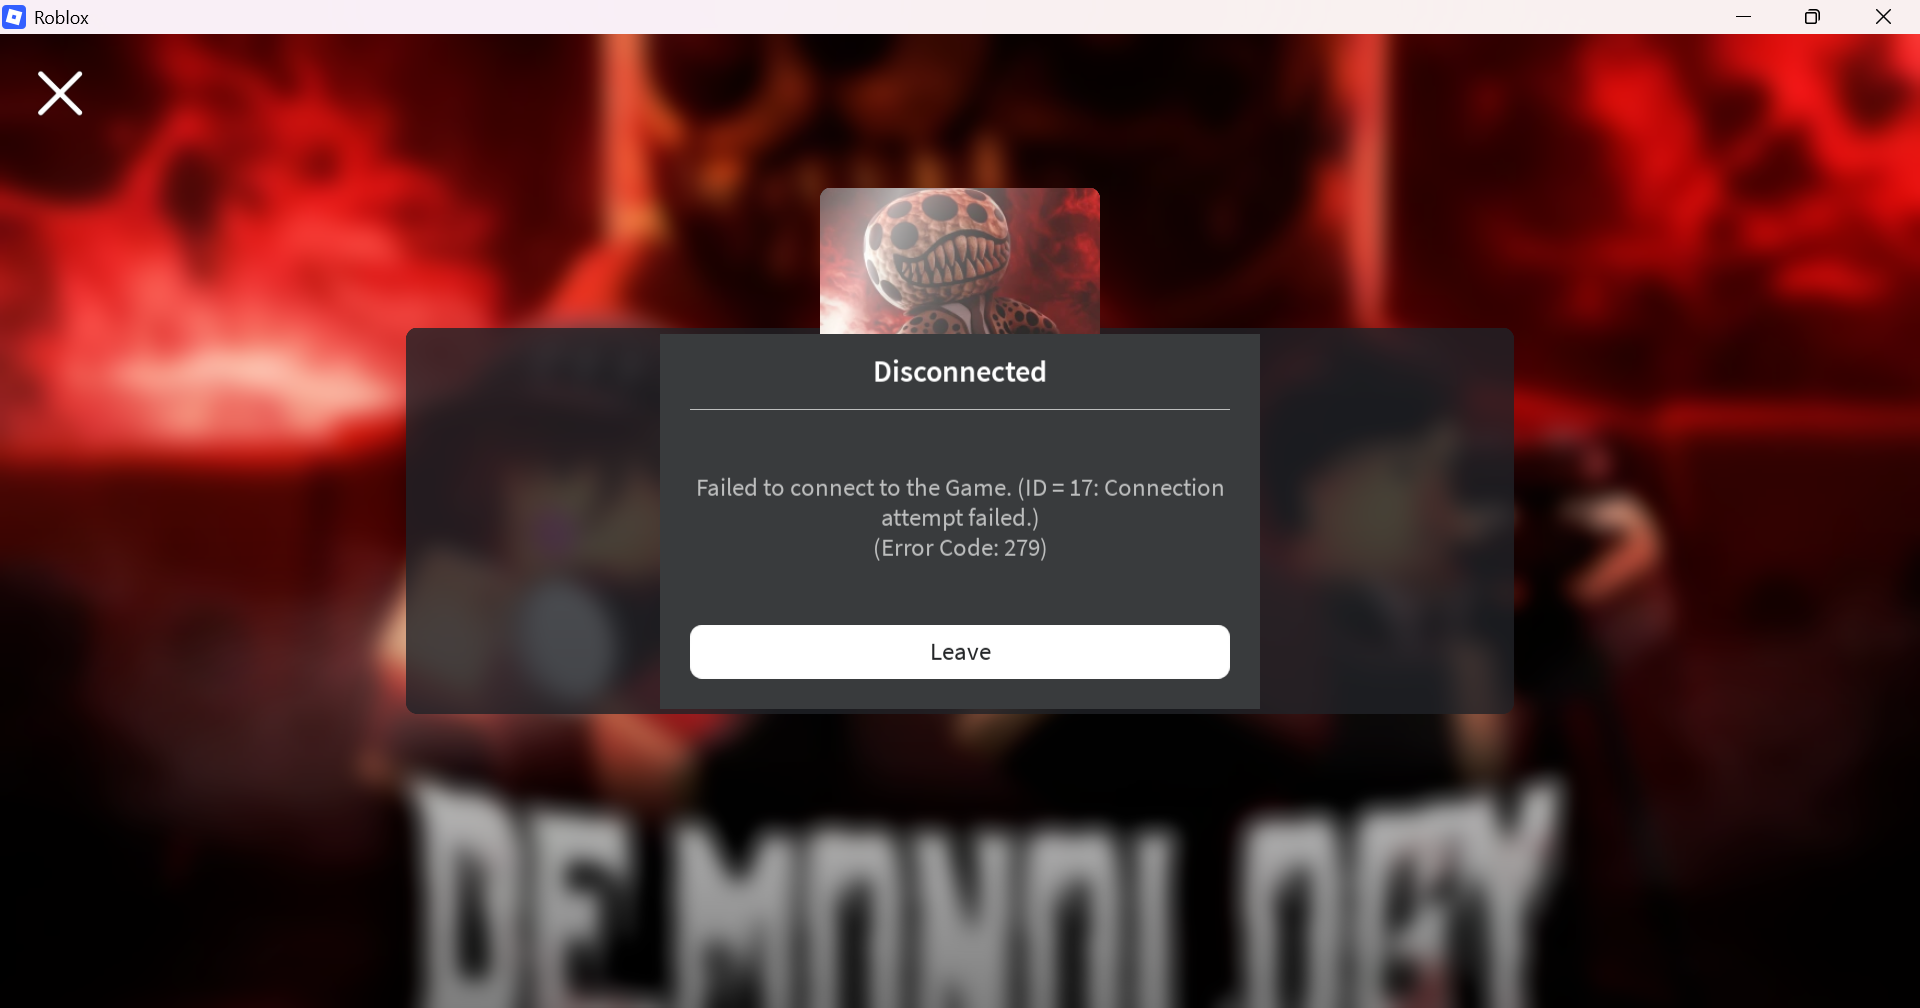 Roblox
Disconnected
Failed to connect to the Game. (ID = 17: Connection
attempt failed.)
(Error Code: 279)
Leave
DEMONOLOGY